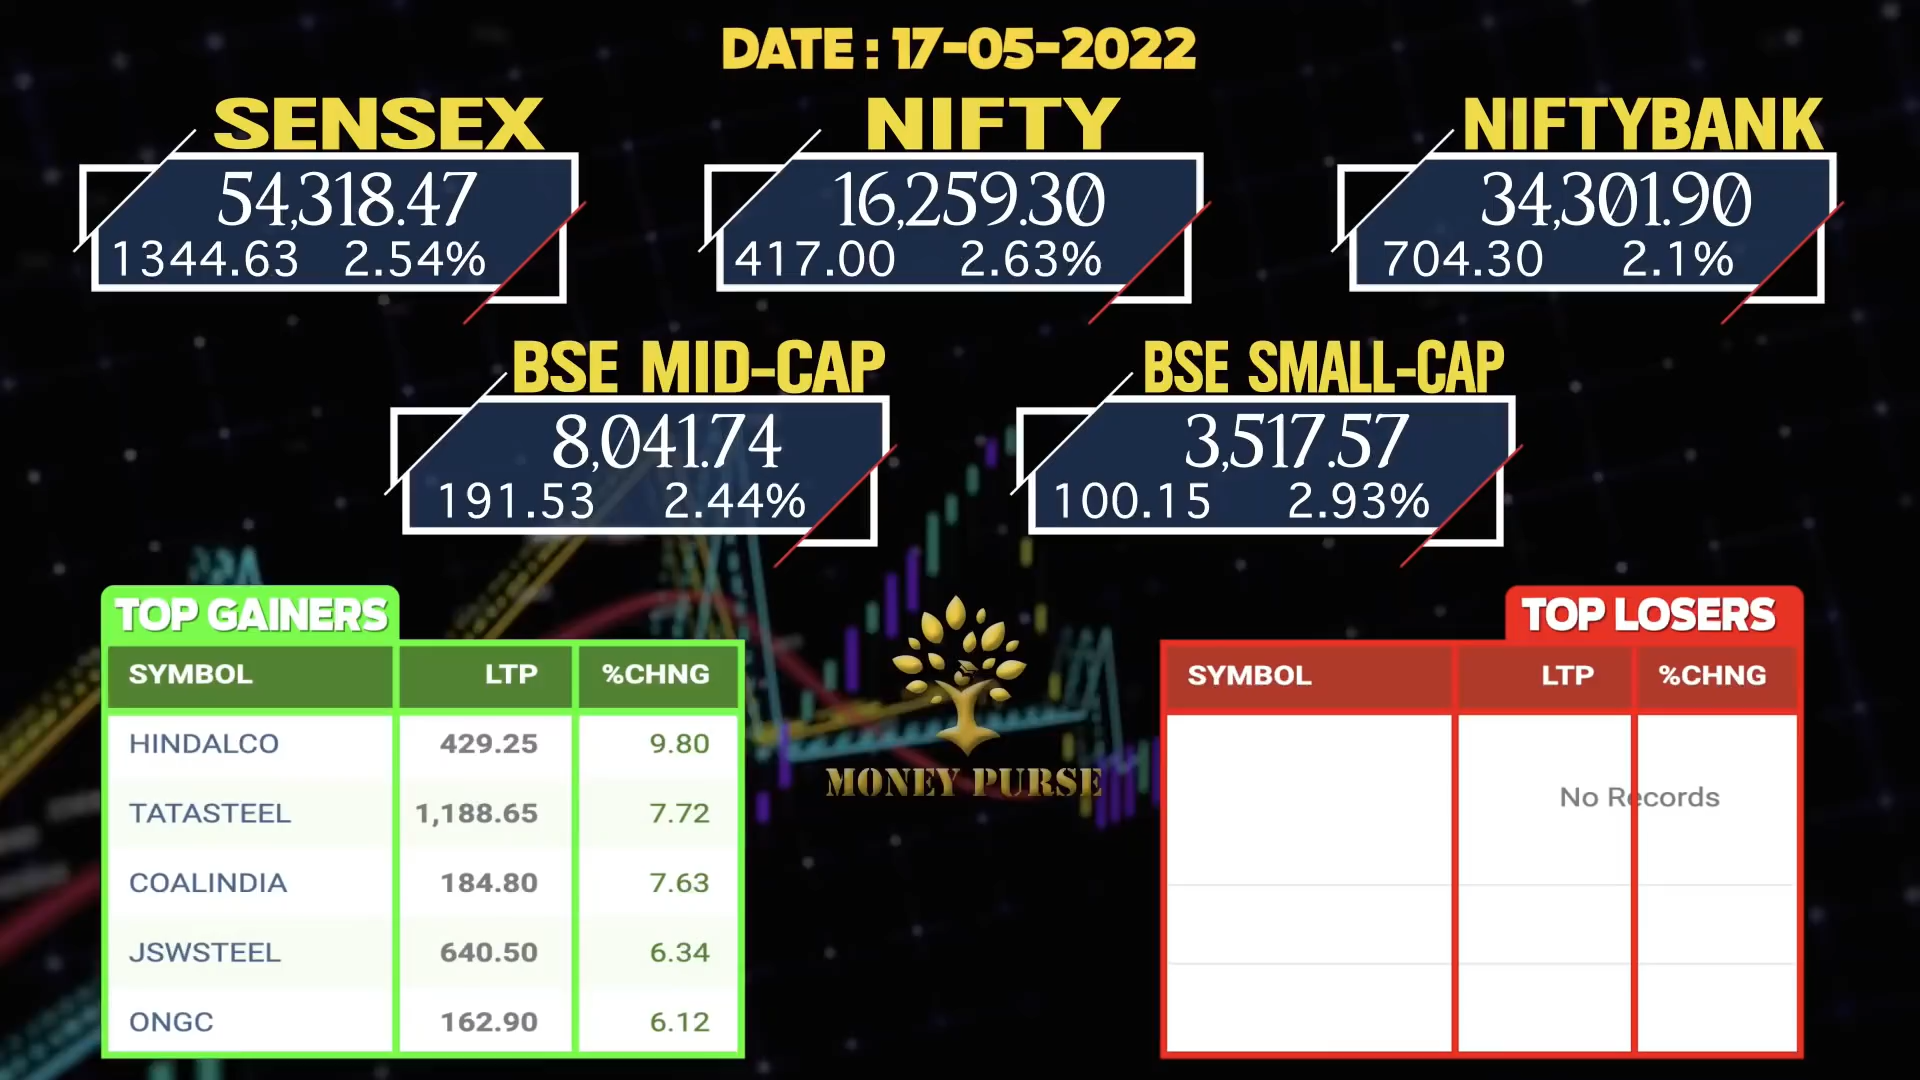 DATE : 17-05-2022
SENSEX
54,318.47
1344.63 2.54%
NIFTY
16,259.30
417.00 2.63%
NIFTYBANK
34,301.90
704.30 2.1%
BSE MID-CAP
8,041.74
191.53 2.44%
BSE SMALL-CAP
3,517.57
100.15 2.93%
TOP GAINERS
SYMBOL LTP %CHNG
HINDALCO 429.25 9.80
TATASTEEL 1,188.65 7.72
COALINDIA 184.80 7.63
JSWSTEEL 640.50 6.34
ONGC 162.90 6.12
MONEY PURSE
TOP LOSERS
SYMBOL LTP %CHNG
No Records